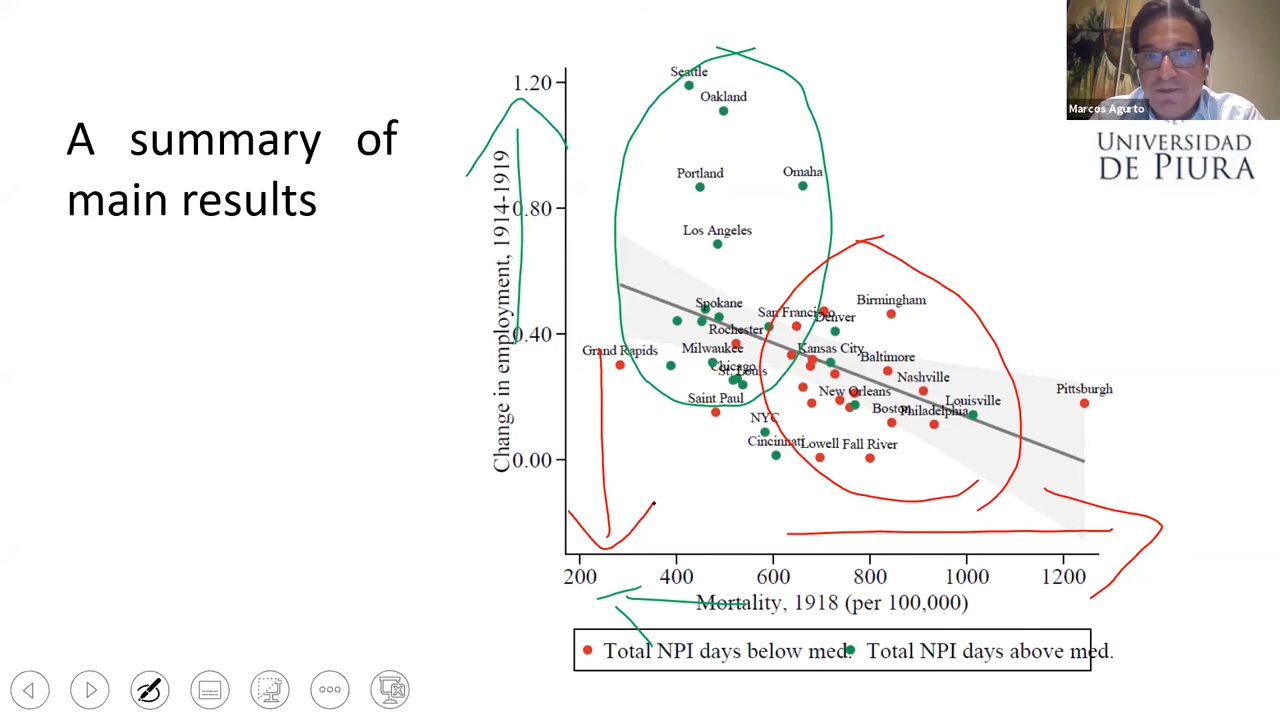 A summary of
main results
Marcos Agurto
UNIVERSIDAD
DE PIURA
Change in employment, 1914-1919
1.20
0.80
0.40
0.00
Seattle
Oakland
Portland
Omaha
Los Angeles
Spokane
San Francisco
Birmingham
Denver
Rochester
Grand Rapids
Milwaukee
Kansas City
Baltimore
Chicago
St. Louis
Nashville
Pittsburgh
Saint Paul
New Orleans
Louisville
Boston
Philadelphia
NYC
Cincinnati
Lowell
Fall River
200 400 600 800 1000 1200
Mortality, 1918 (per 100,000)
Total NPI days below med. Total NPI days above med.